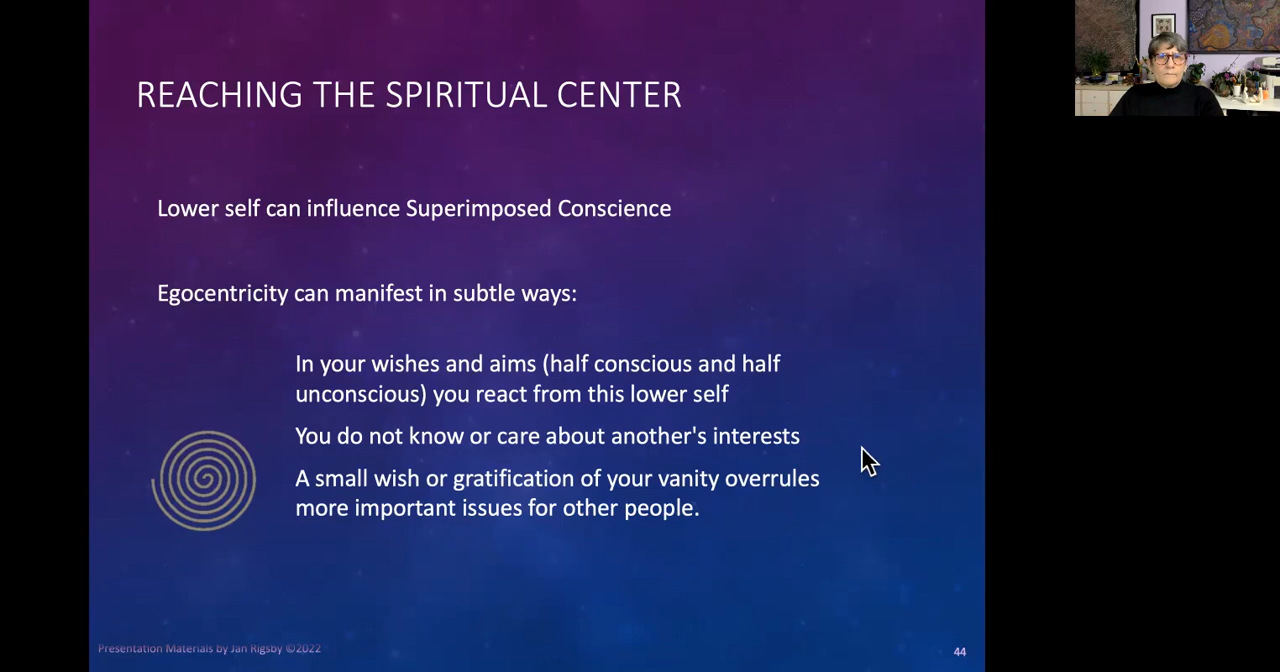 REACHING THE SPIRITUAL CENTER
Lower self can influence Superimposed Conscience
Egocentricity can manifest in subtle ways:
In your wishes and aims (half conscious and half
unconscious) you react from this lower self
You do not know or care about another's interests
A small wish or gratification of your vanity overrules
more important issues for other people.
Presentation Materials by Jan Rigsby ©2022
44